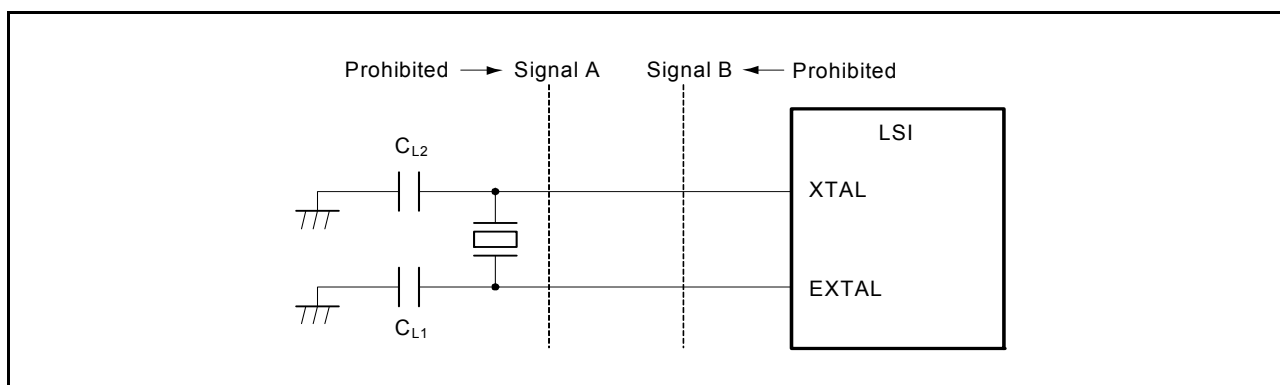 Prohibited
Signal A
Signal B
Prohibited
LSI
CL2
XTAL
EXTAL
CL1